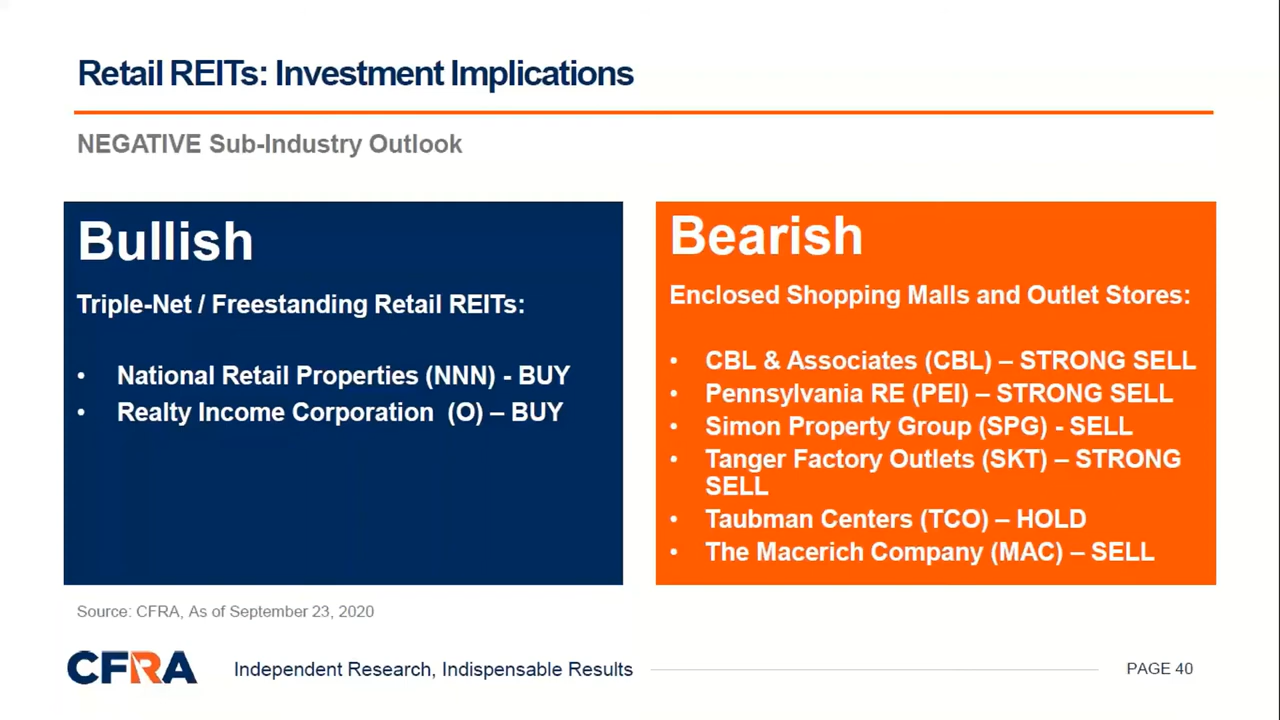 Retail REITs: Investment Implications
NEGATIVE Sub-Industry Outlook
Bullish
Triple-Net / Freestanding Retail REITs:
• National Retail Properties (NNN) - BUY
• Realty Income Corporation (O) – BUY
Bearish
Enclosed Shopping Malls and Outlet Stores:
• CBL & Associates (CBL) – STRONG SELL
• Pennsylvania RE (PEI) – STRONG SELL
• Simon Property Group (SPG) - SELL
• Tanger Factory Outlets (SKT) – STRONG
SELL
• Taubman Centers (TCO) – HOLD
• The Macerich Company (MAC) – SELL
Source: CFRA, As of September 23, 2020
CFRA
Independent Research, Indispensable Results
PAGE 40